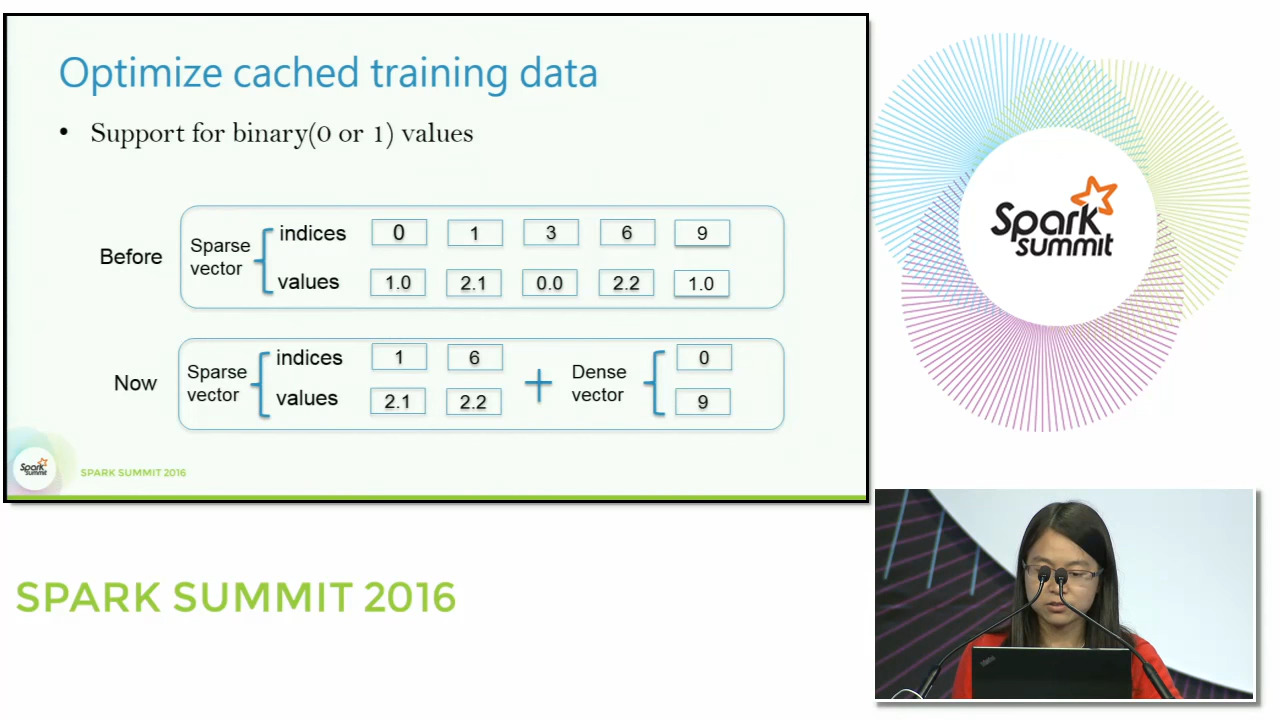 Optimize cached training data
• Support for binary(0 or 1) values
Before
Sparse
vector
indices
0 1 3 6 9
values
1.0 2.1 0.0 2.2 1.0
Now
Sparse
vector
indices
1 6
values
2.1 2.2
+
Dense
vector
0
9
Spark
summit
SPARK SUMMIT 2016
Spark
summit
SPARK SUMMIT 2016